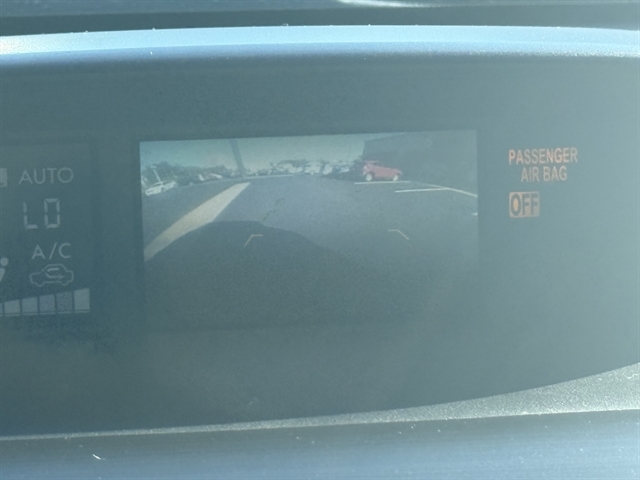 AUTO
LO
A/C
PASSENGER
AIR BAG
OFF